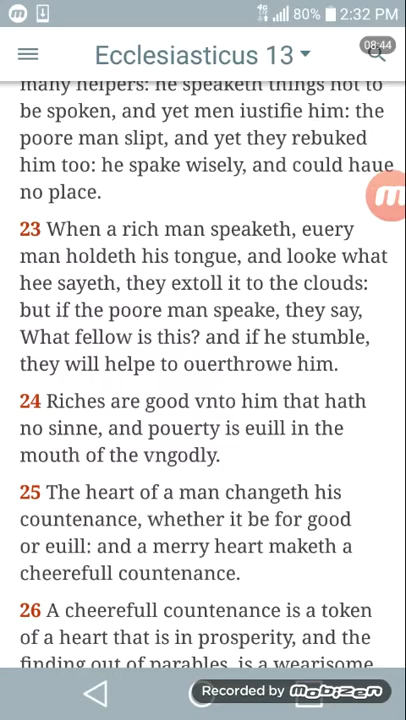 80% 2:32 PM
Ecclesiasticus 13
08:44
many helpers: he speaketh things not to
be spoken, and yet men iustifie him: the
poore man slipt, and yet they rebuked
him too: he spake wisely, and could haue
no place.
23 When a rich man speaketh, euery
man holdeth his tongue, and looke what
hee sayeth, they extoll it to the clouds:
but if the poore man speake, they say,
What fellow is this? and if he stumble,
they will helpe to ouerthrowe him.
24 Riches are good vnto him that hath
no sinne, and pouerty is euill in the
mouth of the vngodly.
25 The heart of a man changeth his
countenance, whether it be for good
or euill: and a merry heart maketh a
cheerefull countenance.
26 A cheerefull countenance is a token
of a heart that is in prosperity, and the
finding out of parables, is a wearisome
Recorded by mobizen